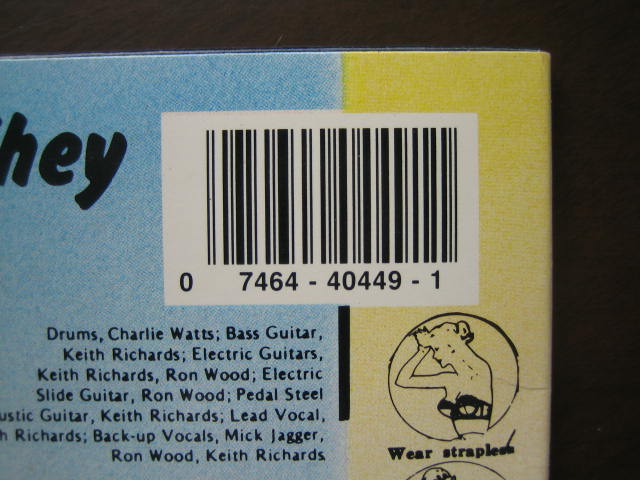 hey
0 7464 - 40449 - 1
Drums, Charlie Watts; Bass Guitar,
Keith Richards; Electric Guitars,
Keith Richards, Ron Wood; Electric
Slide Guitar, Ron Wood; Pedal Steel
ustic Guitar, Keith Richards; Lead Vocal,
h Richards; Back-up Vocals, Mick Jagger,
Ron Wood, Keith Richards
Wear strapless